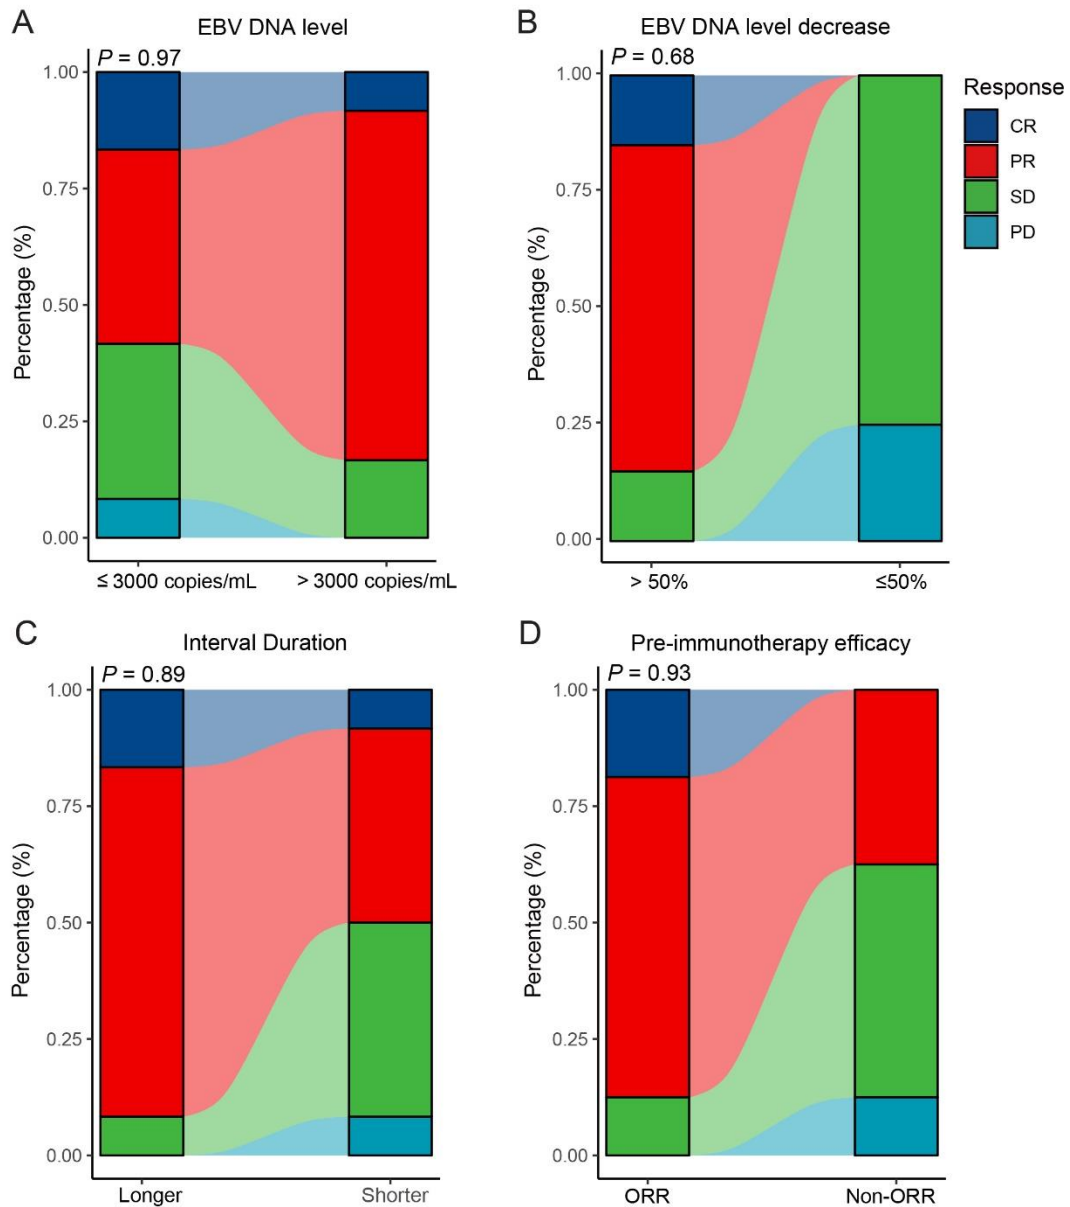 A
EBV DNA level
P = 0.97
1.00
0.75
0.50
0.25
0.00
Percentage (%)
≤ 3000 copies/mL
> 3000 copies/mL
B
EBV DNA level decrease
P = 0.68
1.00
0.75
0.50
0.25
0.00
Percentage (%)
> 50%
≤50%
Response
CR
PR
SD
PD
C
Interval Duration
P = 0.89
1.00
0.75
0.50
0.25
0.00
Percentage (%)
Longer
Shorter
D
Pre-immunotherapy efficacy
P = 0.93
1.00
0.75
0.50
0.25
0.00
Percentage (%)
ORR
Non-ORR